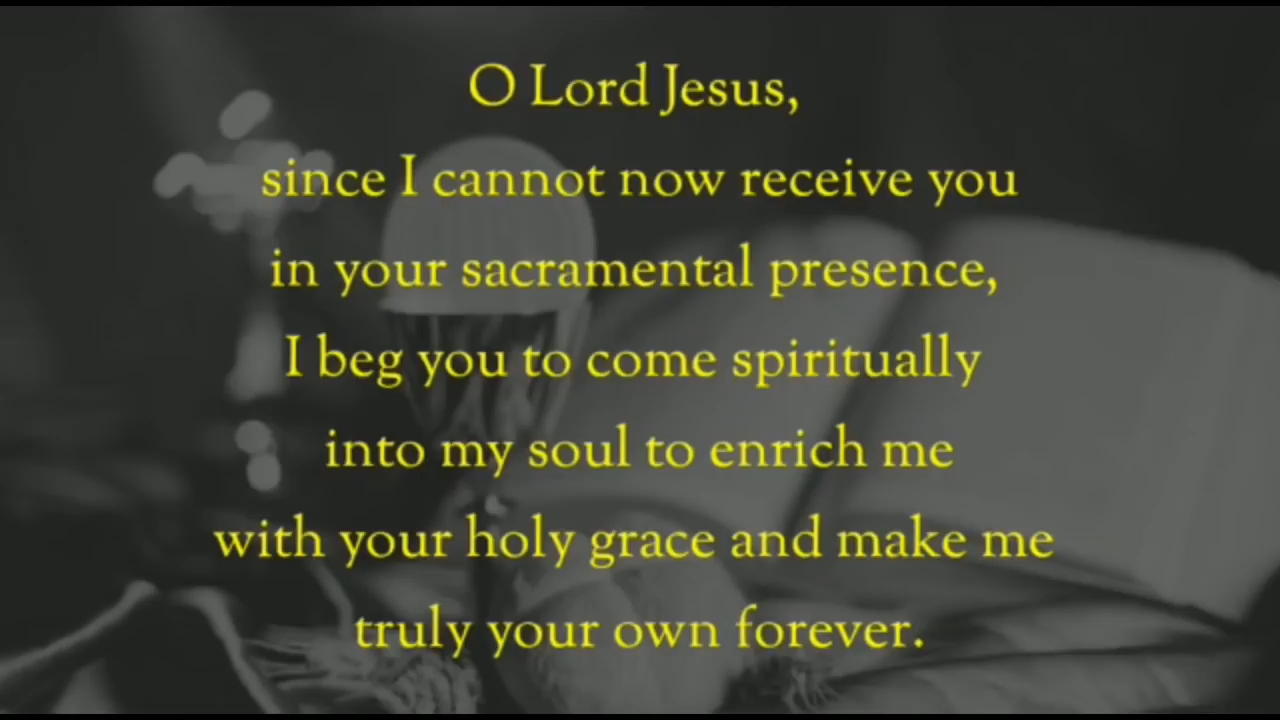 O Lord Jesus,
since I cannot now receive you
in your sacramental presence,
I beg you to come spiritually
into my soul to enrich me
with your holy grace and make me
truly your own forever.